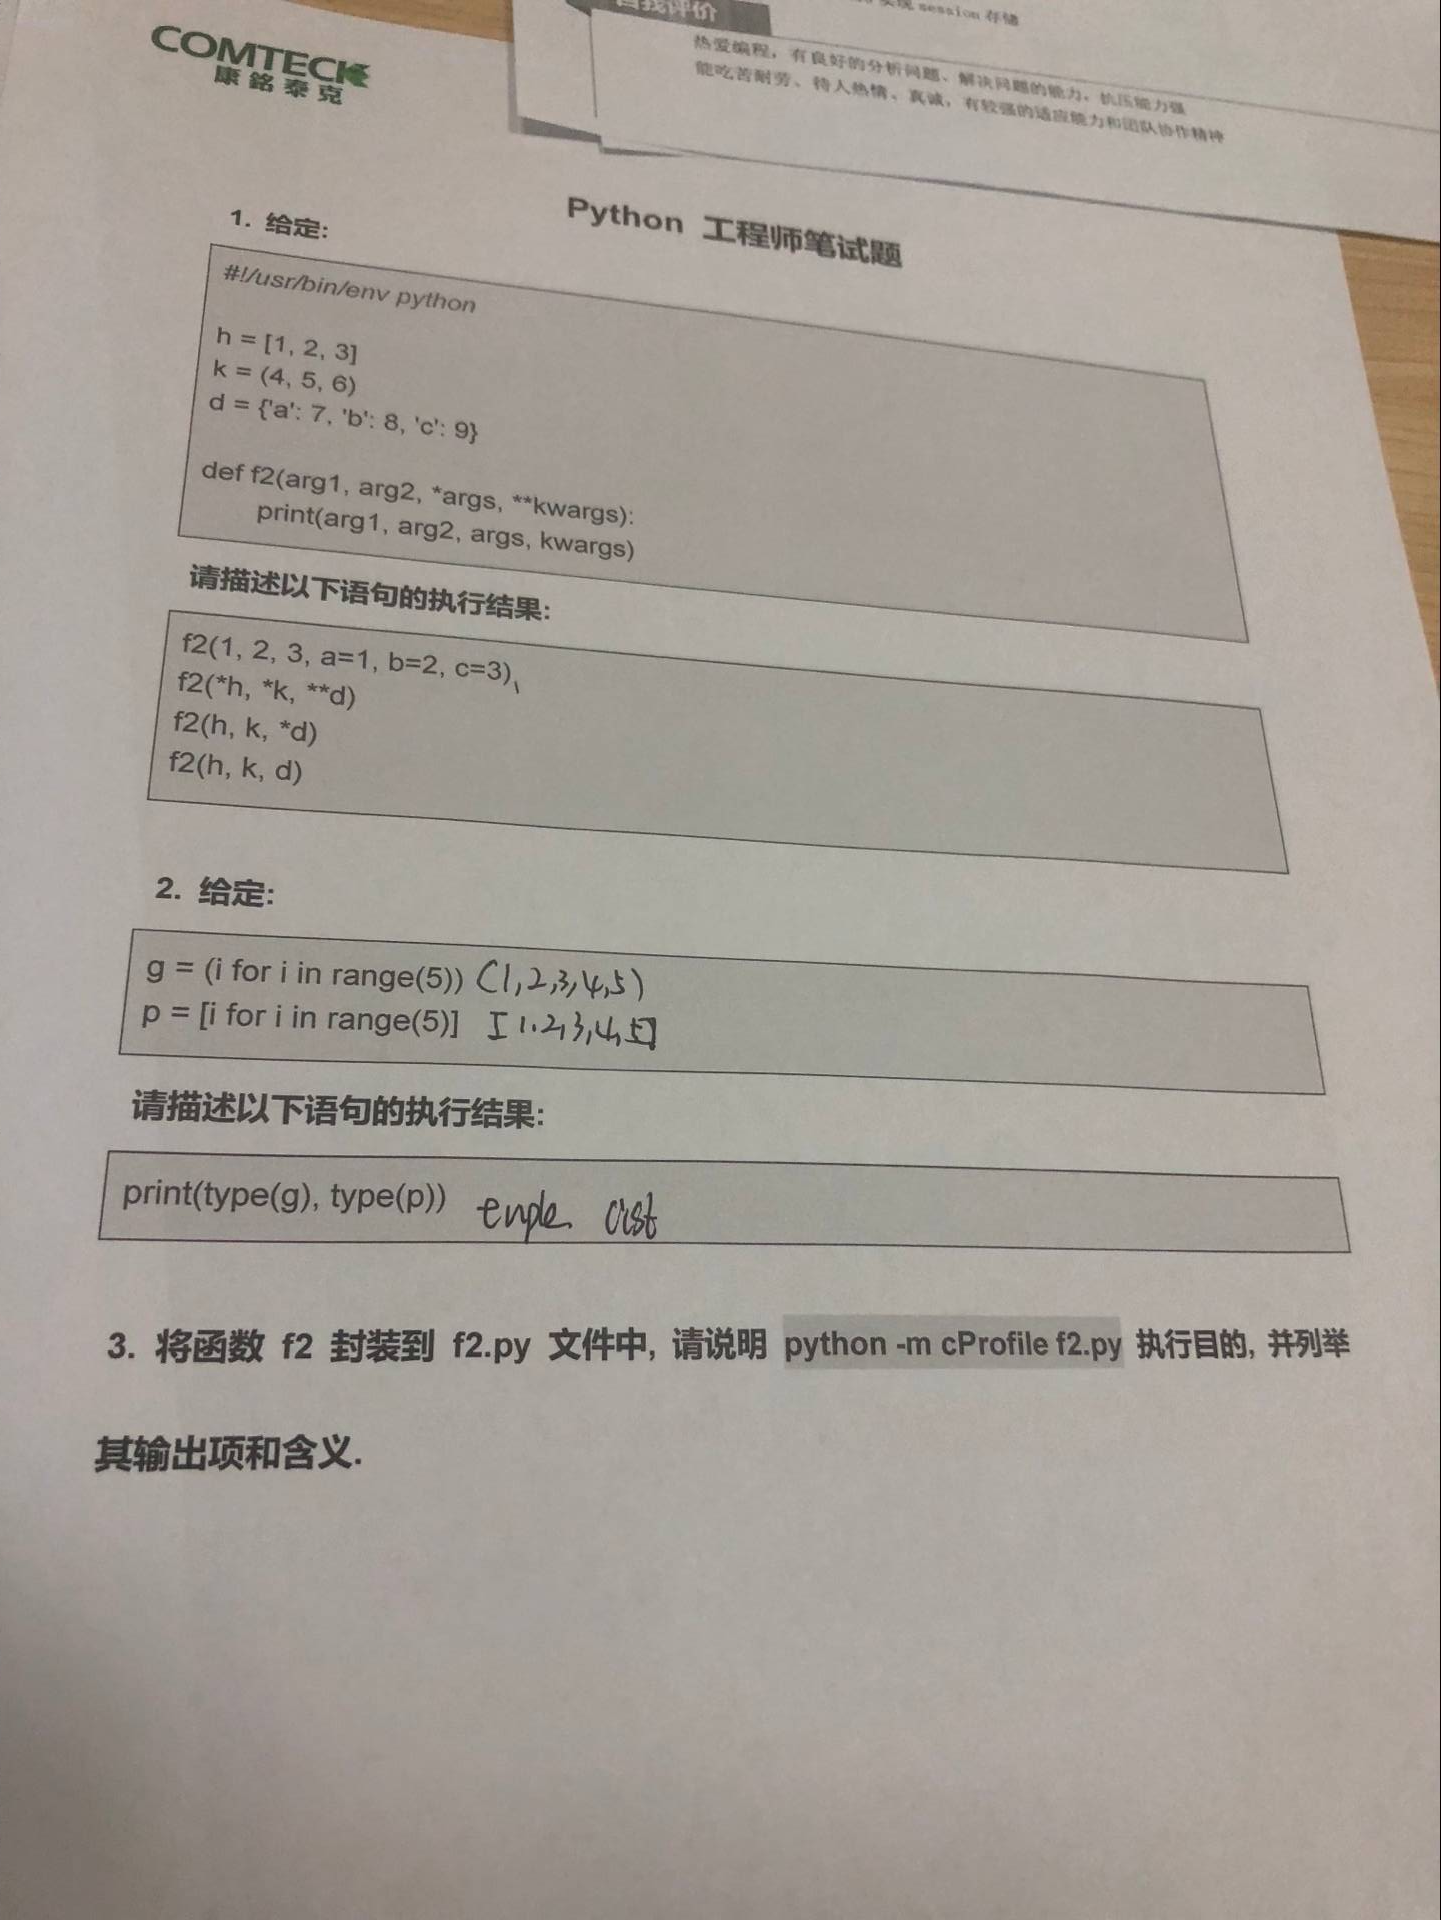 COMTECK
康銘泰克
自我评价
实现 session 存储
热爱编程，有良好的分析问题、解决问题的能力，抗压能力强
能吃苦耐劳、待人热情、真诚，有较强的适应能力和团队协作精神
Python 工程师笔试题
1. 给定:
#!/usr/bin/env python
h = [1, 2, 3]
k = (4, 5, 6)
d = {'a': 7, 'b': 8, 'c': 9}
def f2(arg1, arg2, *args, **kwargs):
print(arg1, arg2, args, kwargs)
请描述以下语句的执行结果:
f2(1, 2, 3, a=1, b=2, c=3)
f2(*h, *k, **d)
f2(h, k, *d)
f2(h, k, d)
2. 给定:
g = (i for i in range(5)) (1,2,3,4,5)
p = [i for i in range(5)] [1.2,3,4,5]
请描述以下语句的执行结果:
print(type(g), type(p))
3. 将函数 f2 封装到 f2.py 文件中, 请说明 python -m cProfile f2.py 执行目的, 并列举
其输出项和含义.